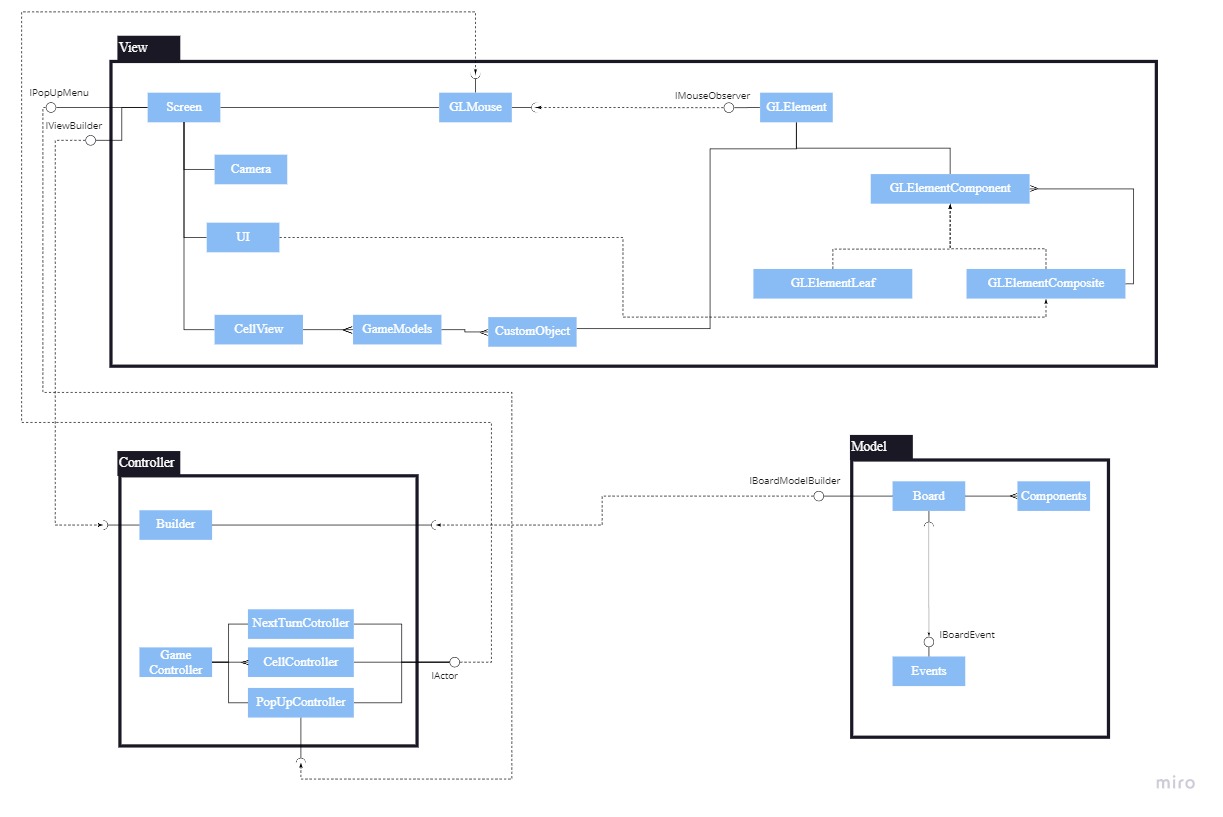 View
IPopUpMenu
Screen
GLMouse
IMouseObserver
GLElement
IViewBuilder
Camera
GLElementComponent
UI
GLElementLeaf
GLElementComposite
CellView
GameModels
CustomObject
Controller
Model
IBoardModelBuilder
Board
Components
Builder
NextTurnCotroller
IBoardEvent
Game
Controller
CellController
IActor
Events
PopUpController
miro